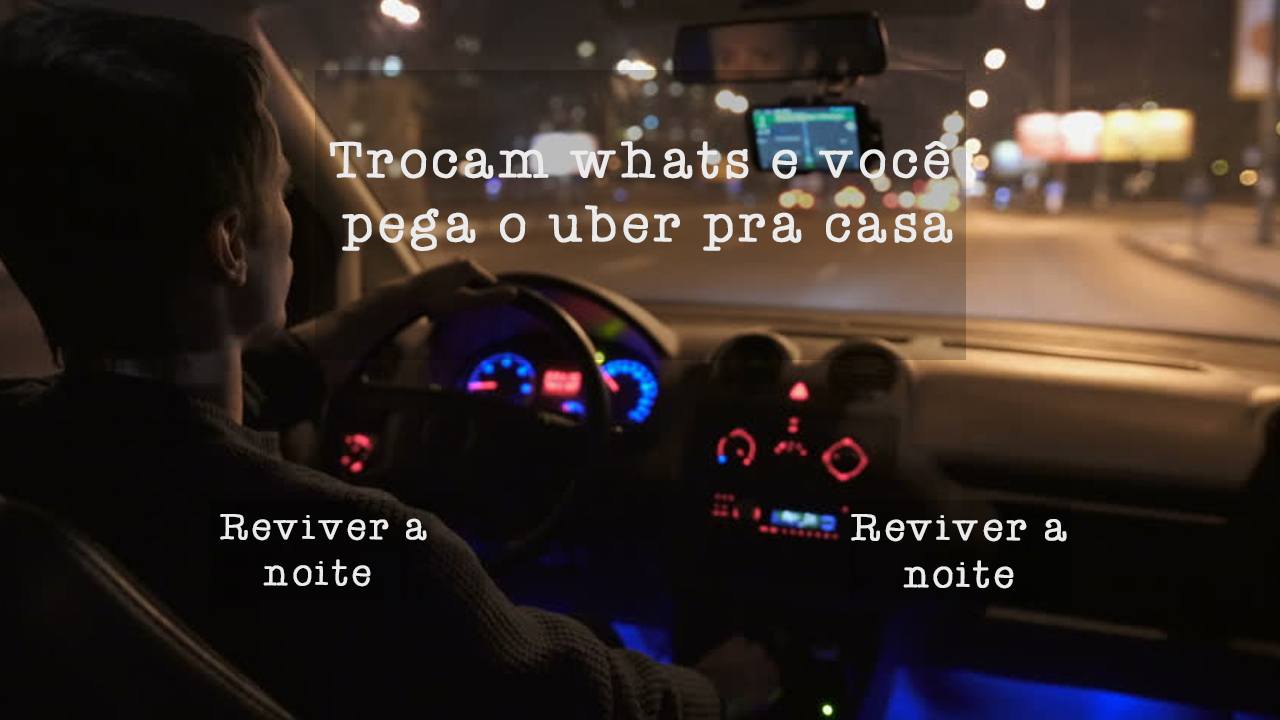 Trocam whats e você
pega o uber pra casa
Reviver a
noite
Reviver a
noite